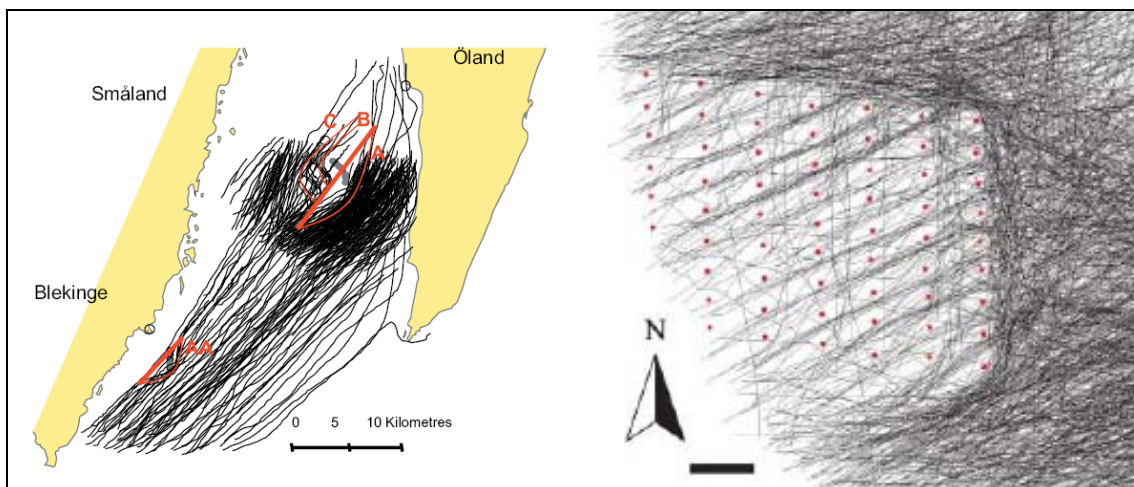 Öland
Småland
C B
A
Blekinge
AA
0 5 10 Kilometres
N